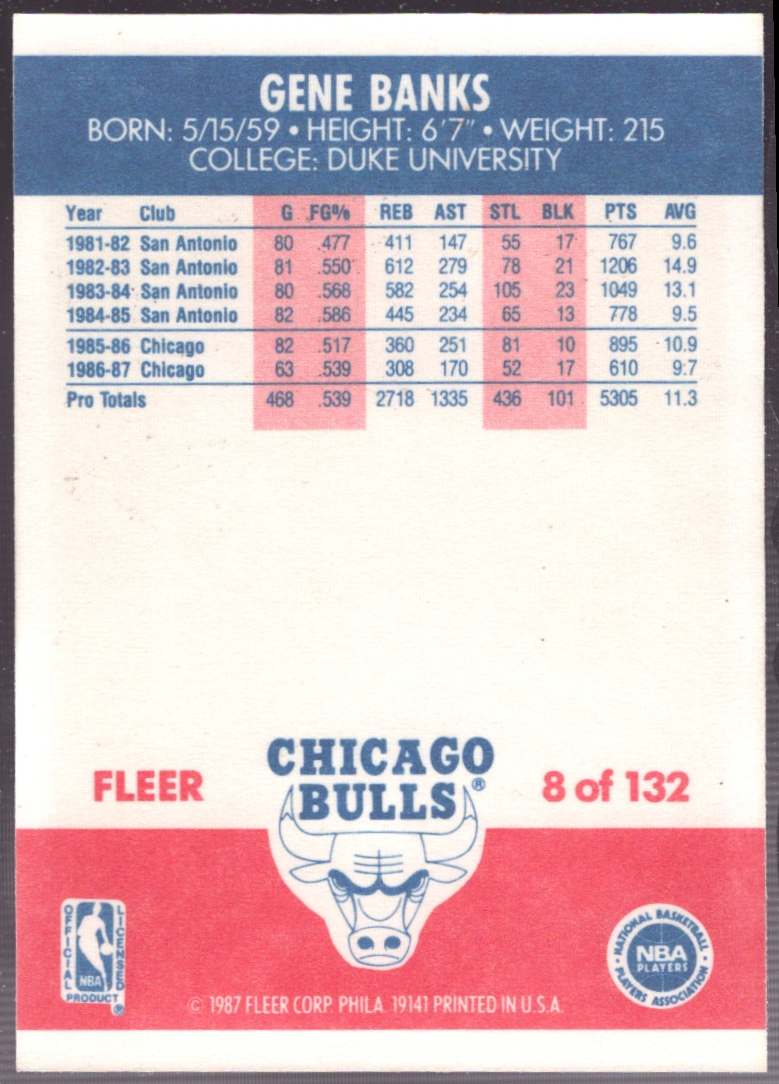 GENE BANKS
BORN: 5/15/59 • HEIGHT: 6'7" • WEIGHT: 215
COLLEGE: DUKE UNIVERSITY
Year Club G FG% REB AST STL BLK PTS AVG
1981-82 San Antonio 80 .477 411 147 55 17 767 9.6
1982-83 San Antonio 81 .550 612 279 78 21 1206 14.9
1983-84 San Antonio 80 .568 582 254 105 23 1049 13.1
1984-85 San Antonio 82 .586 445 234 65 13 778 9.5
1985-86 Chicago 82 .517 360 251 81 10 895 10.9
1986-87 Chicago 63 .539 308 170 52 17 610 9.7
Pro Totals 468 .539 2718 1335 436 101 5305 11.3
CHICAGO
BULLS®
FLEER
8 of 132
OFFICIAL LICENSED
NBA
PRODUCT ®
NATIONAL BASKETBALL
NBA
PLAYERS
PLAYERS ASSOCIATION
© 1987 FLEER CORP. PHILA. 19141 PRINTED IN U.S.A.